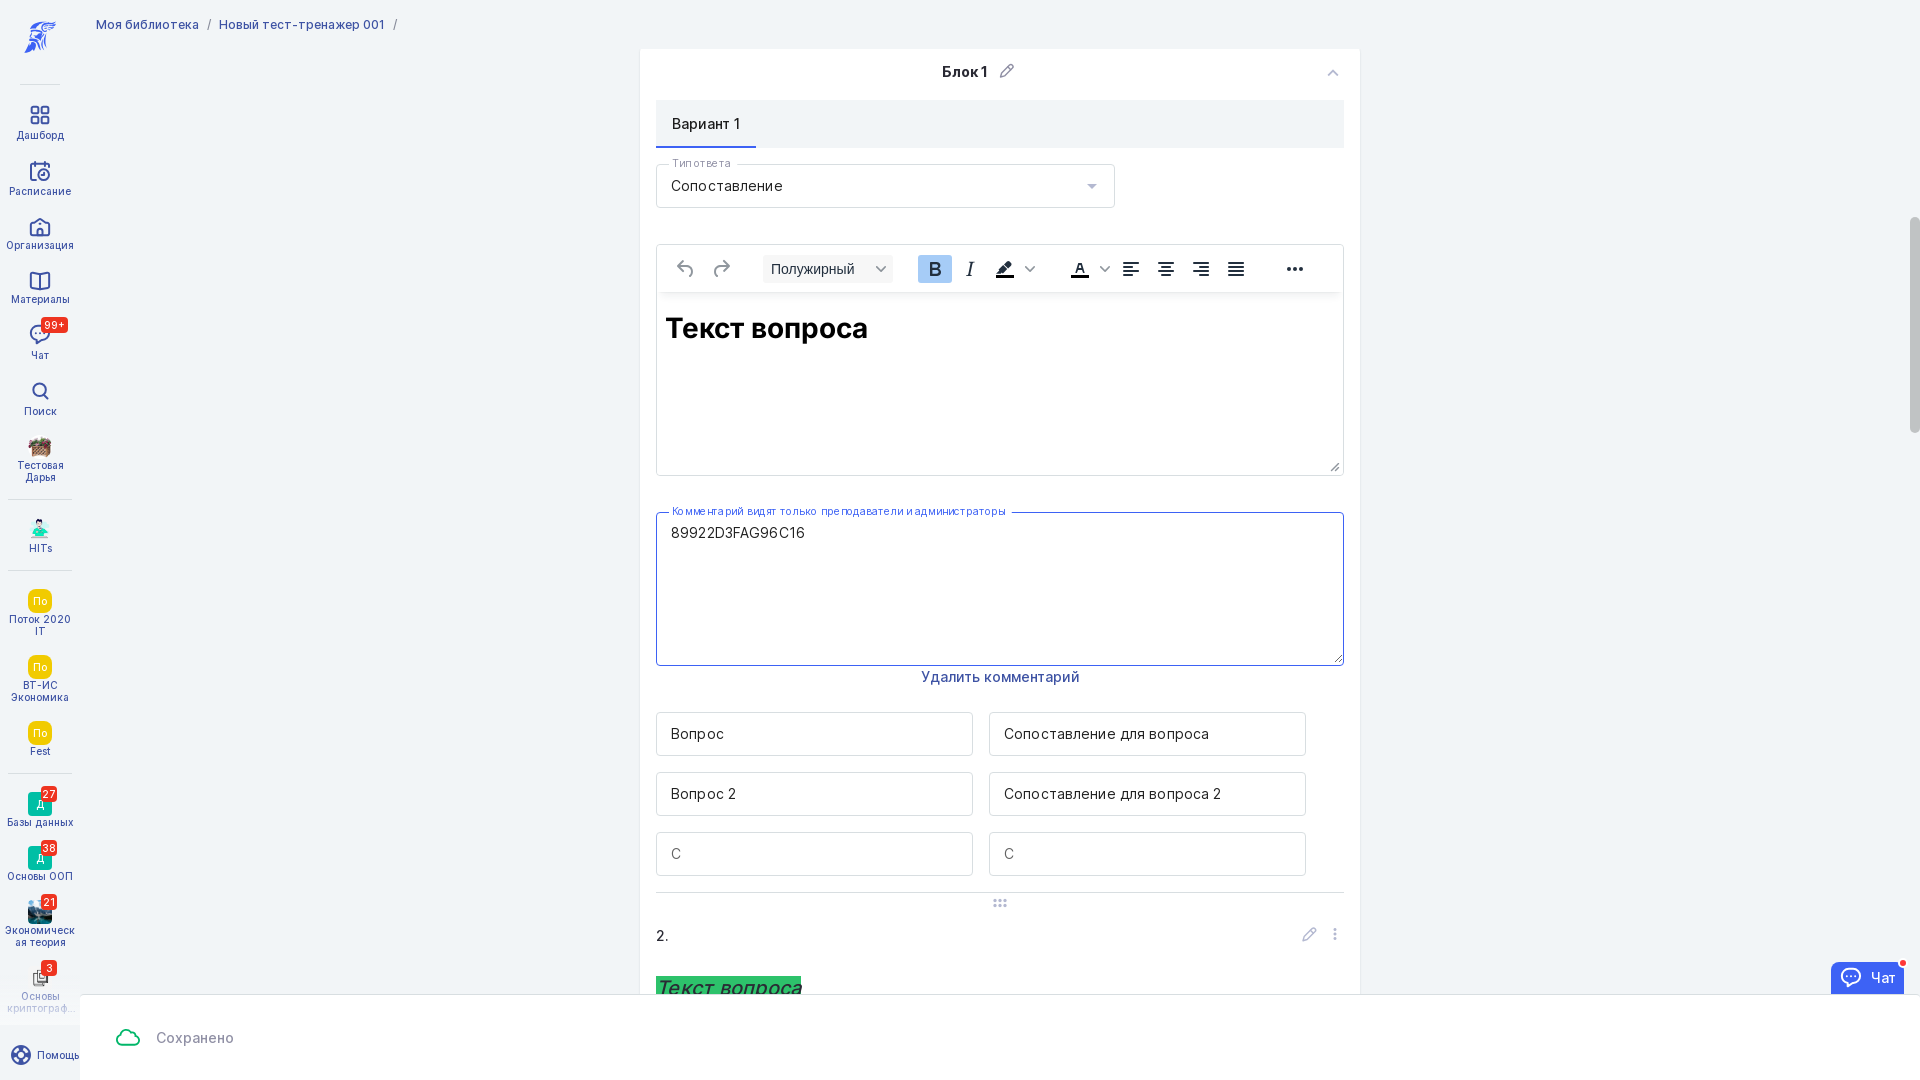 Моя библиотека / Новый тест-тренажер 001 /
Дашборд
Расписание
Организация
Материалы
99+
Чат
Поиск
Тестовая
Дарья
HITs
По
Поток 2020
IT
По
ВТ-ИС
Экономика
По
Fest
27
Д
Базы данных
38
Д
Основы ООП
21
Экономическ
ая теория
3
Основы
криптограф...
Помощь
Блок 1
Вариант 1
Тип ответа
Сопоставление
Полужирный
B I A
Текст вопроса
Комментарий видят только преподаватели и администраторы
89922D3FAG96C16
Удалить комментарий
Вопрос Сопоставление для вопроса
Вопрос 2 Сопоставление для вопроса 2
С С
2.
Текст вопроса
Чат
Сохранено